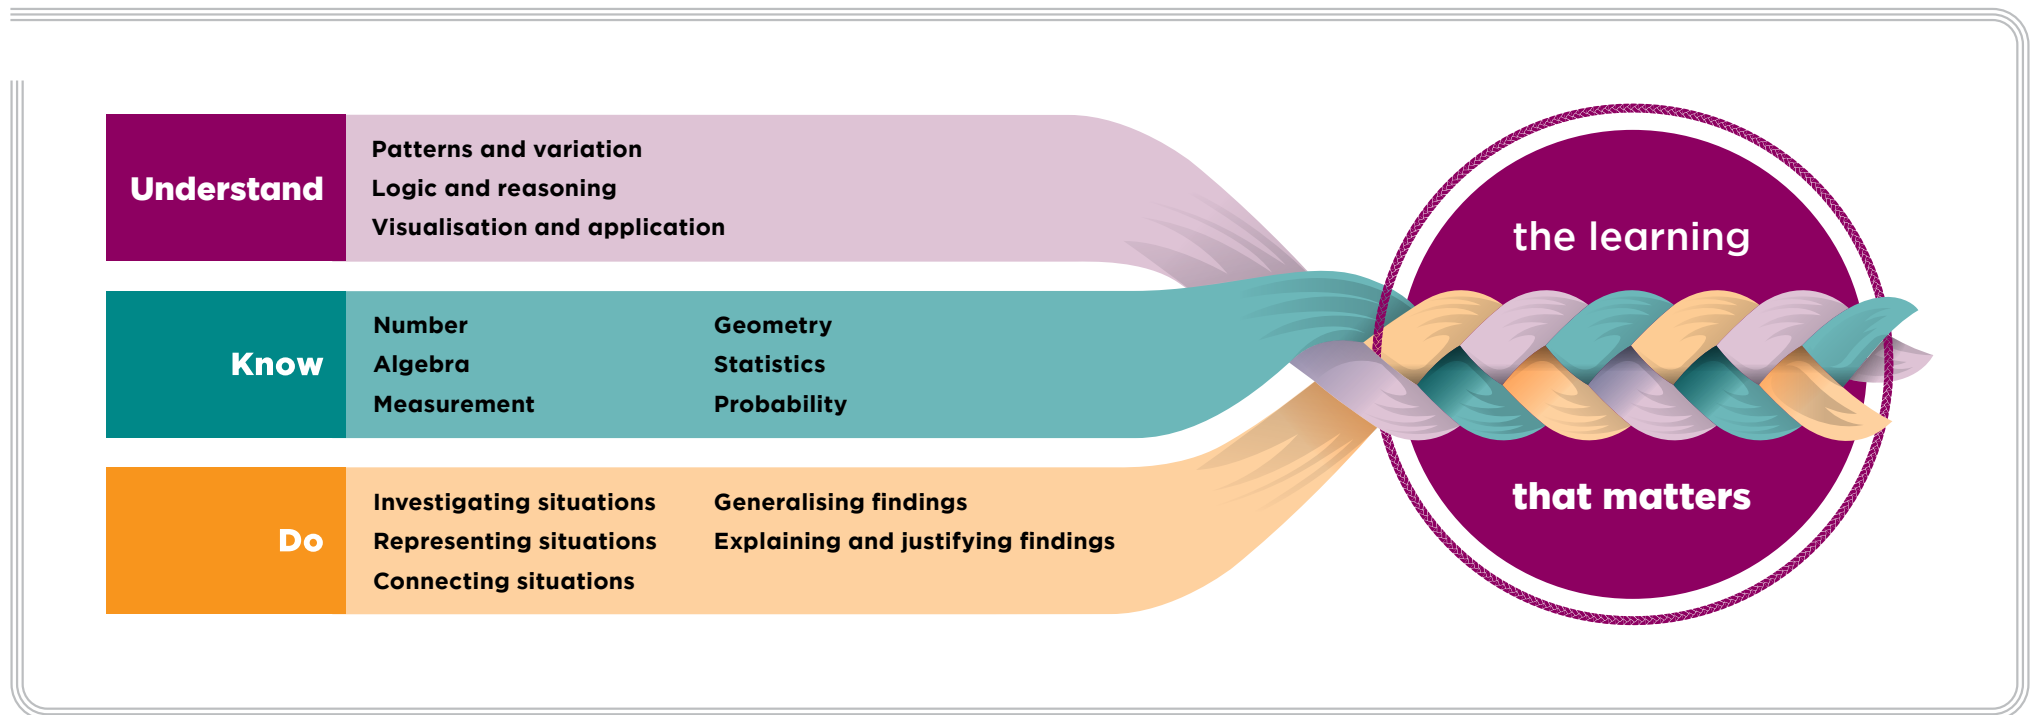 Understand
Patterns and variation
Logic and reasoning
Visualisation and application
Know
Number
Algebra
Measurement
Geometry
Statistics
Probability
Do
Investigating situations
Representing situations
Connecting situations
Generalising findings
Explaining and justifying findings
the learning
that matters